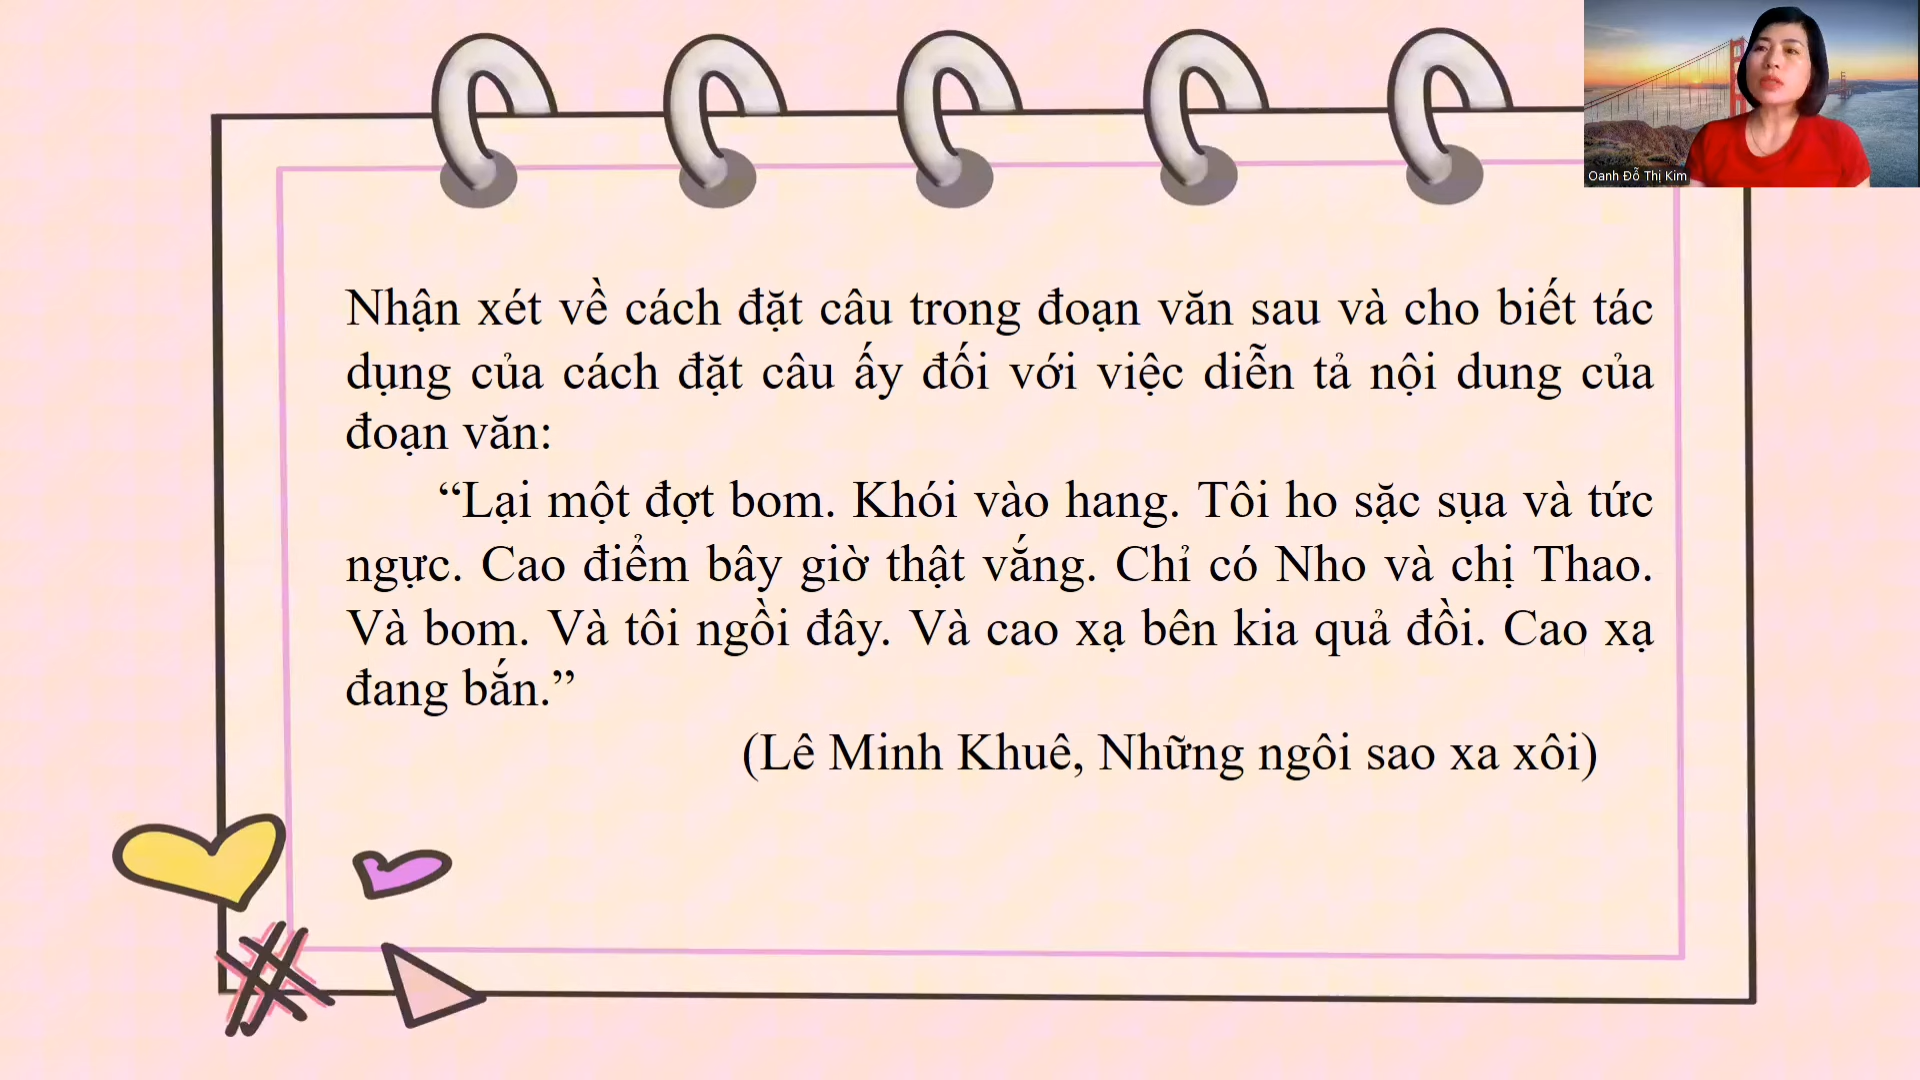 Oanh Đỗ Thị Kim
Nhận xét về cách đặt câu trong đoạn văn sau và cho biết tác
dụng của cách đặt câu ấy đối với việc diễn tả nội dung của
đoạn văn:
“Lại một đợt bom. Khói vào hang. Tôi ho sặc sụa và tức
ngực. Cao điểm bây giờ thật vắng. Chỉ có Nho và chị Thao.
Và bom. Và tôi ngồi đây. Và cao xạ bên kia quả đồi. Cao xạ
đang bắn.”
(Lê Minh Khuê, Những ngôi sao xa xôi)